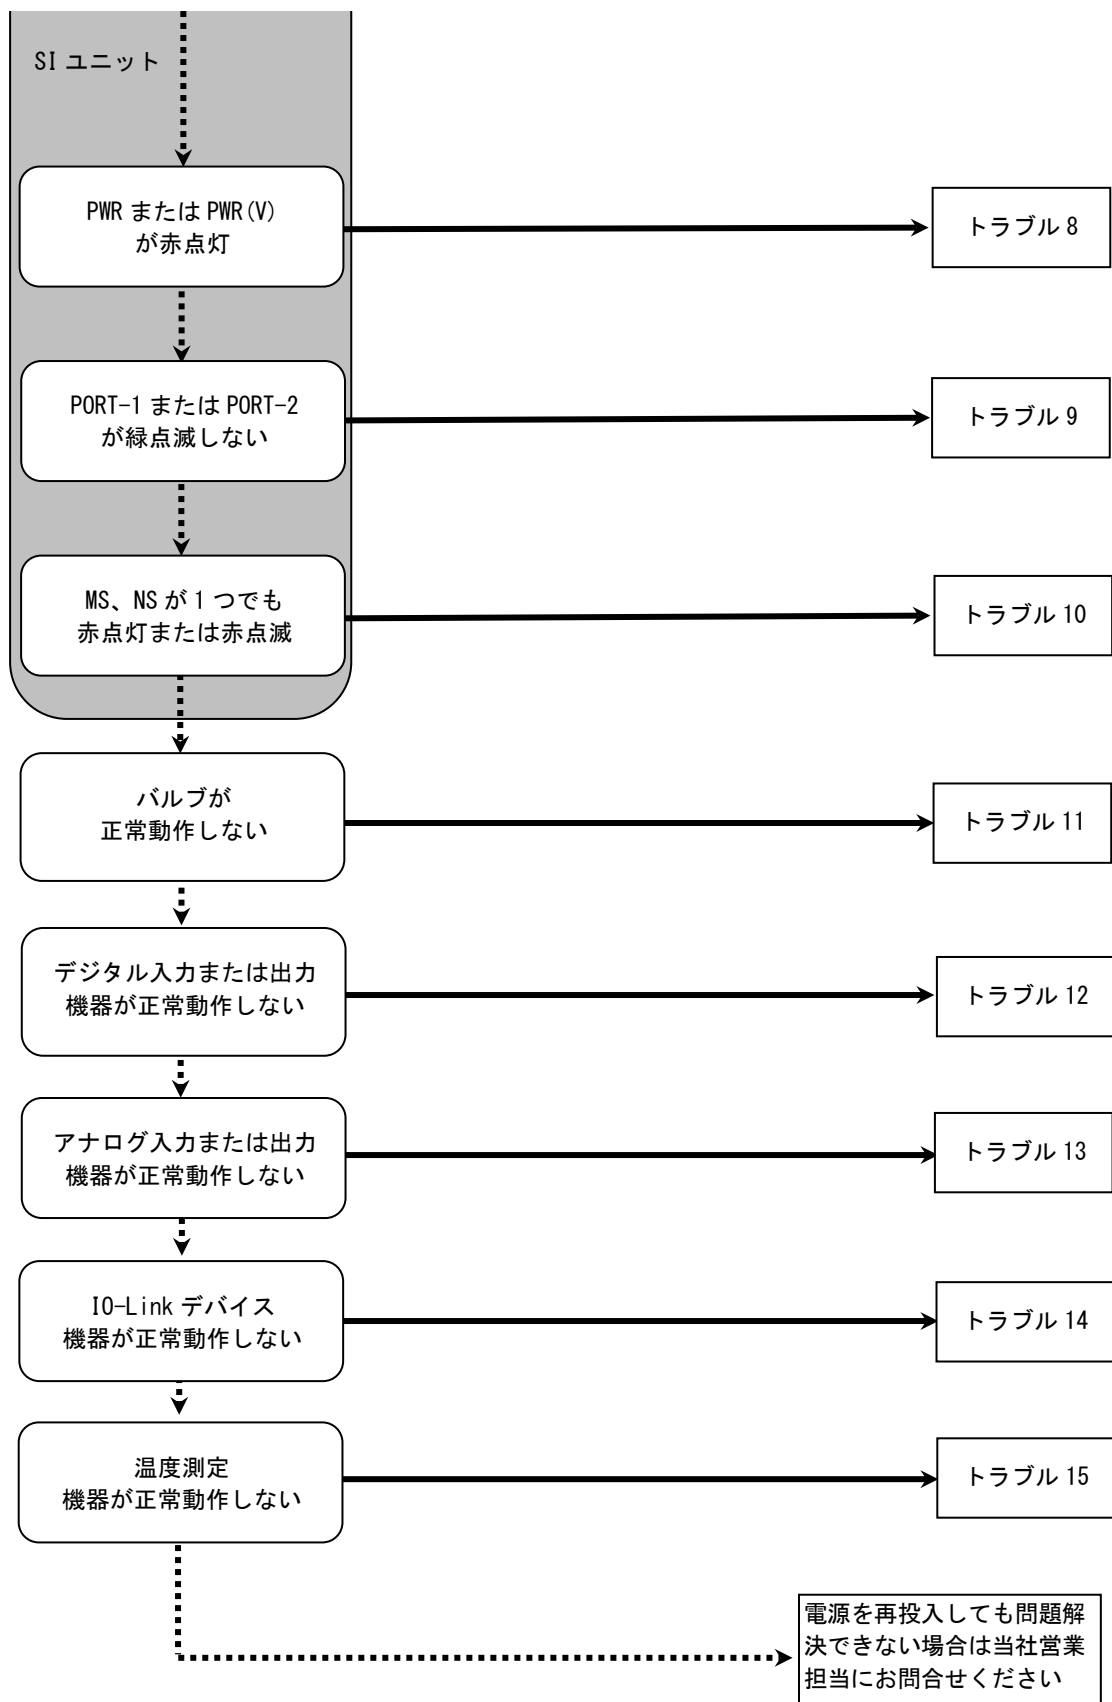 SI ユニット
PWR または PWR(V)
が赤点灯
トラブル 8
PORT-1 または PORT-2
が緑点滅しない
トラブル 9
MS、NS が 1 つでも
赤点灯または赤点滅
トラブル 10
バルブが
正常動作しない
トラブル 11
デジタル入力または出力
機器が正常動作しない
トラブル 12
アナログ入力または出力
機器が正常動作しない
トラブル 13
IO-Link デバイス
機器が正常動作しない
トラブル 14
温度測定
機器が正常動作しない
トラブル 15
電源を再投入しても問題解
決できない場合は当社営業
担当にお問合せください